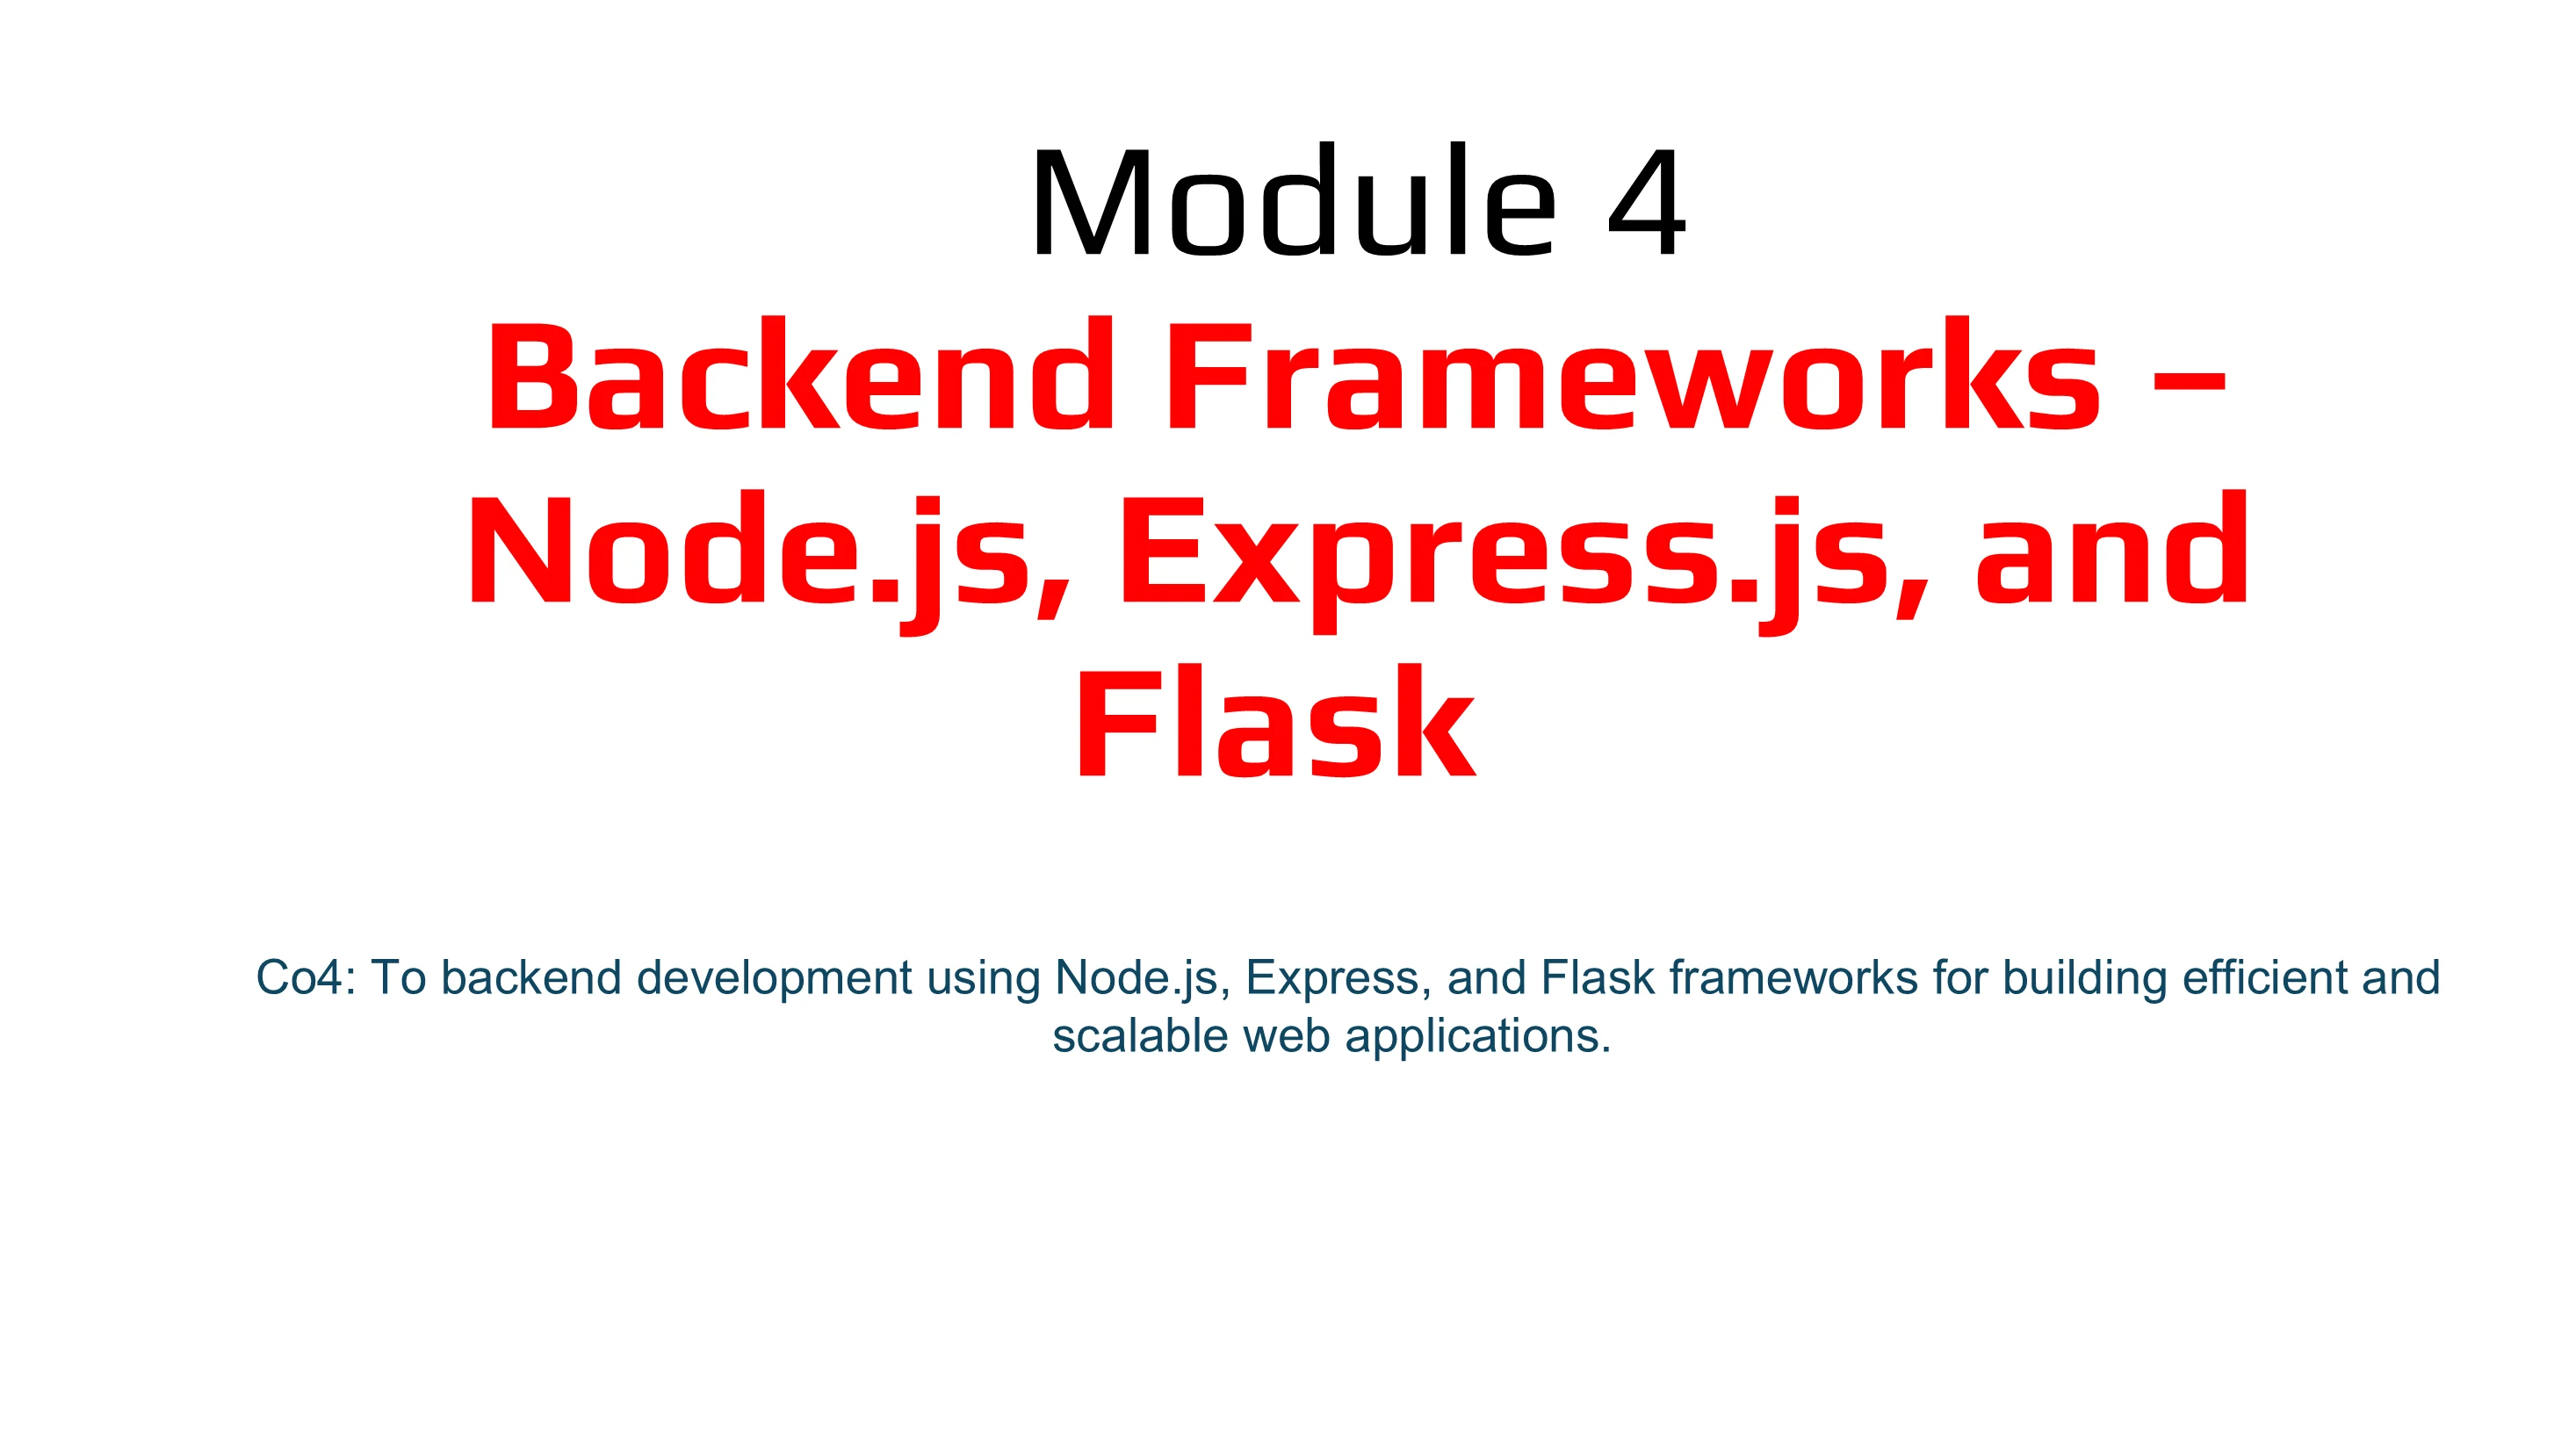 Module 4
Backend Frameworks –
Node.js, Express.js, and
Flask
Co4: To backend development using Node.js, Express, and Flask frameworks for building efficient and
scalable web applications.